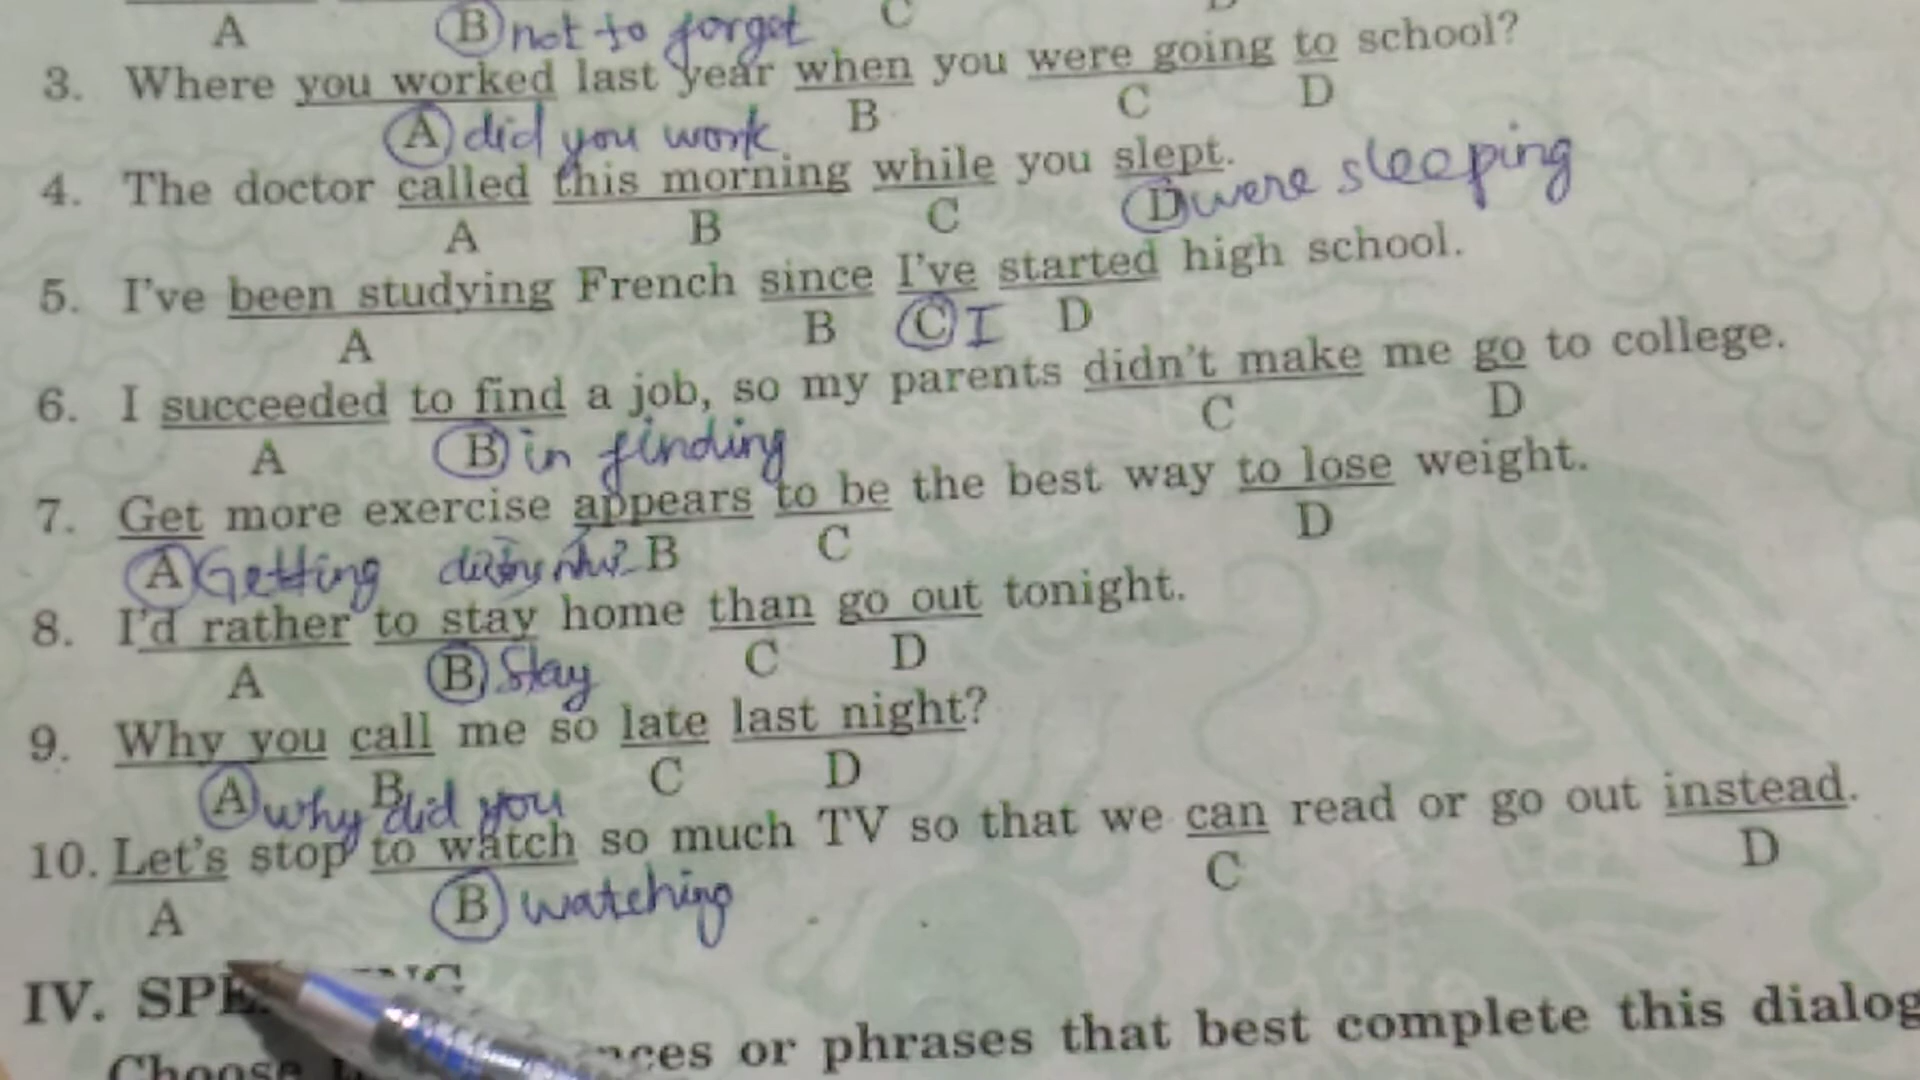 A B not to forget C
3. Where you worked last year when you were going to school?
A did you work B C D
4. The doctor called this morning while you slept.
A B C D were sleeping
5. I've been studying French since I've started high school.
A B C I D
6. I succeeded to find a job, so my parents didn't make me go to college.
A B in finding C D
7. Get more exercise appears to be the best way to lose weight.
A Getting B C D
8. I'd rather to stay home than go out tonight.
A B Stay C D
9. Why you call me so late last night?
A why did you B C D
10. Let's stop to watch so much TV so that we can read or go out instead.
A B watching C D
IV.
Choose or phrases that best complete this dialog